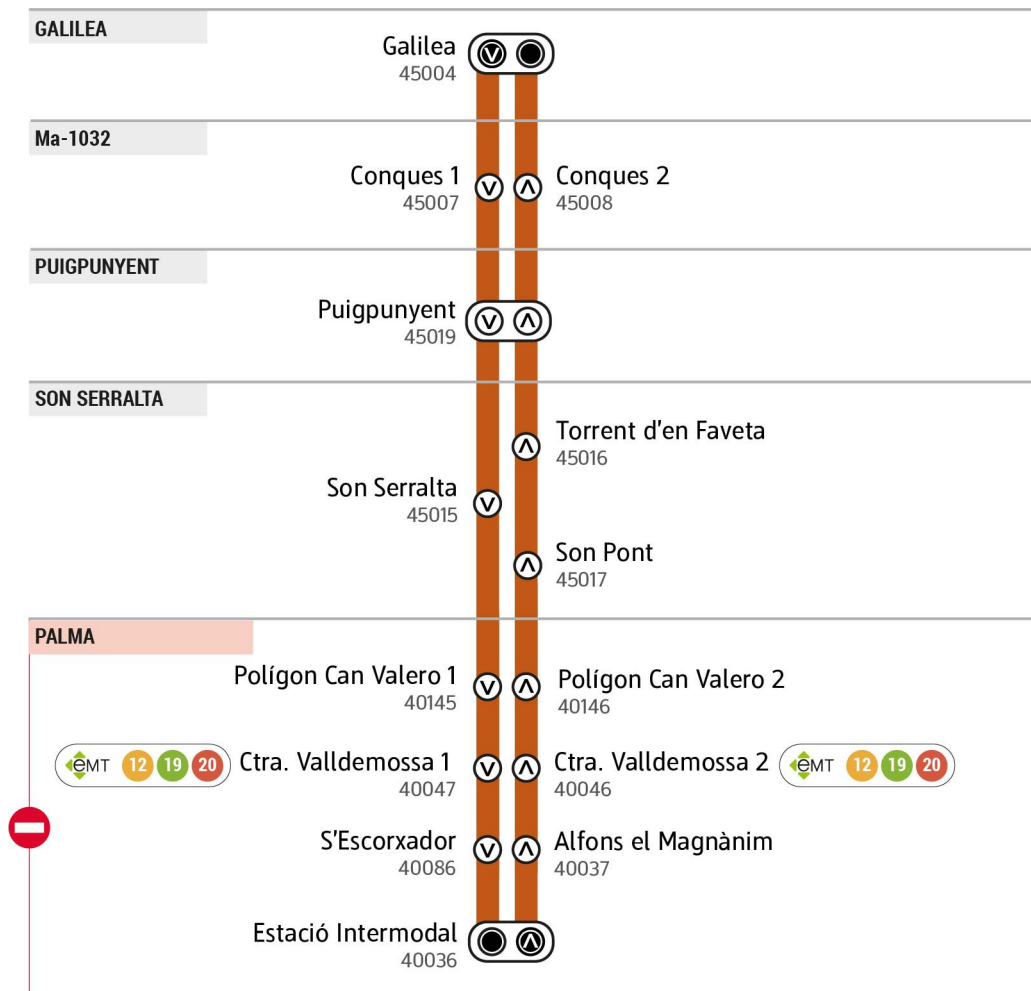 GALILEA
Galilea
45004
Ma-1032
Conques 1
45007
Conques 2
45008
PUIGPUNYENT
Puigpunyent
45019
SON SERRALTA
Torrent d'en Faveta
45016
Son Serralta
45015
Son Pont
45017
PALMA
Polígon Can Valero 1
40145
Polígon Can Valero 2
40146
eMT 12 19 20 Ctra. Valldemossa 1
40047
Ctra. Valldemossa 2 eMT 12 19 20
40046
S'Escorxador
40086
Alfons el Magnànim
40037
Estació Intermodal
40036